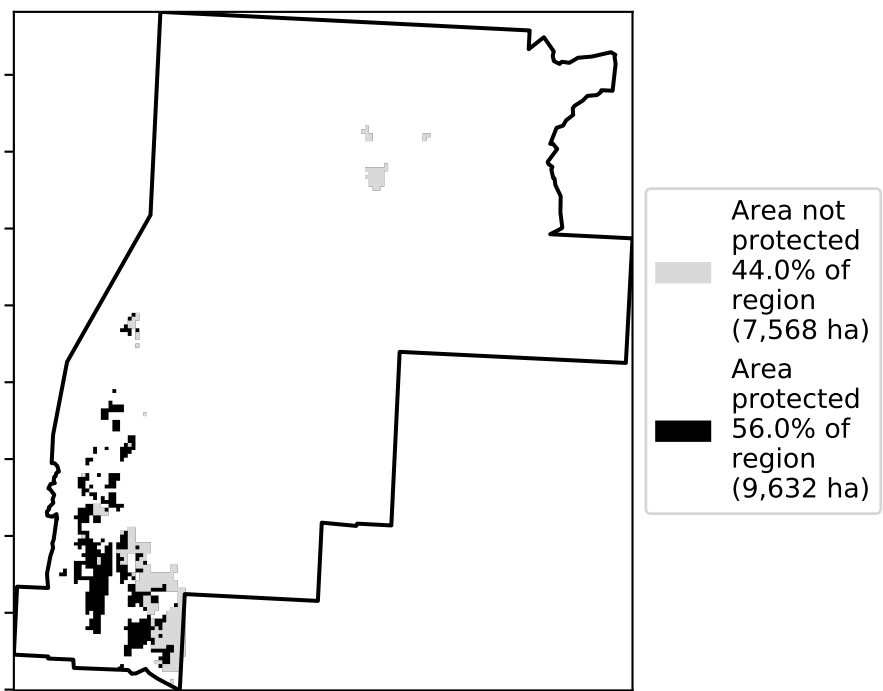 Area not
protected
44.0% of
region
(7,568 ha)
Area
protected
56.0% of
region
(9,632 ha)